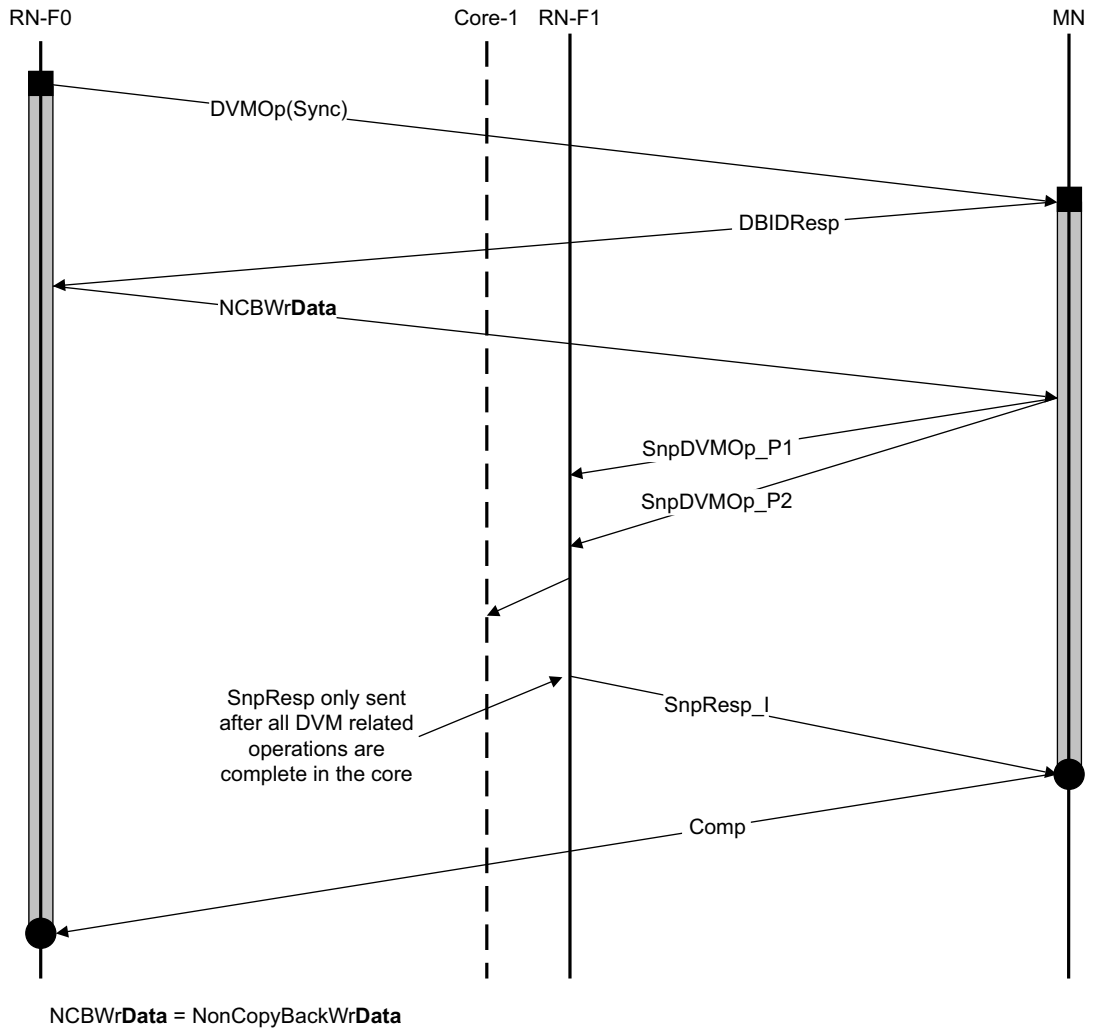 RN-F0
Core-1
RN-F1
MN
DVMOp(Sync)
DBIDResp
NCBWrData
SnpDVMOp_P1
SnpDVMOp_P2
SnpResp only sent
after all DVM related
operations are
complete in the core
SnpResp_I
Comp
NCBWrData = NonCopyBackWrData